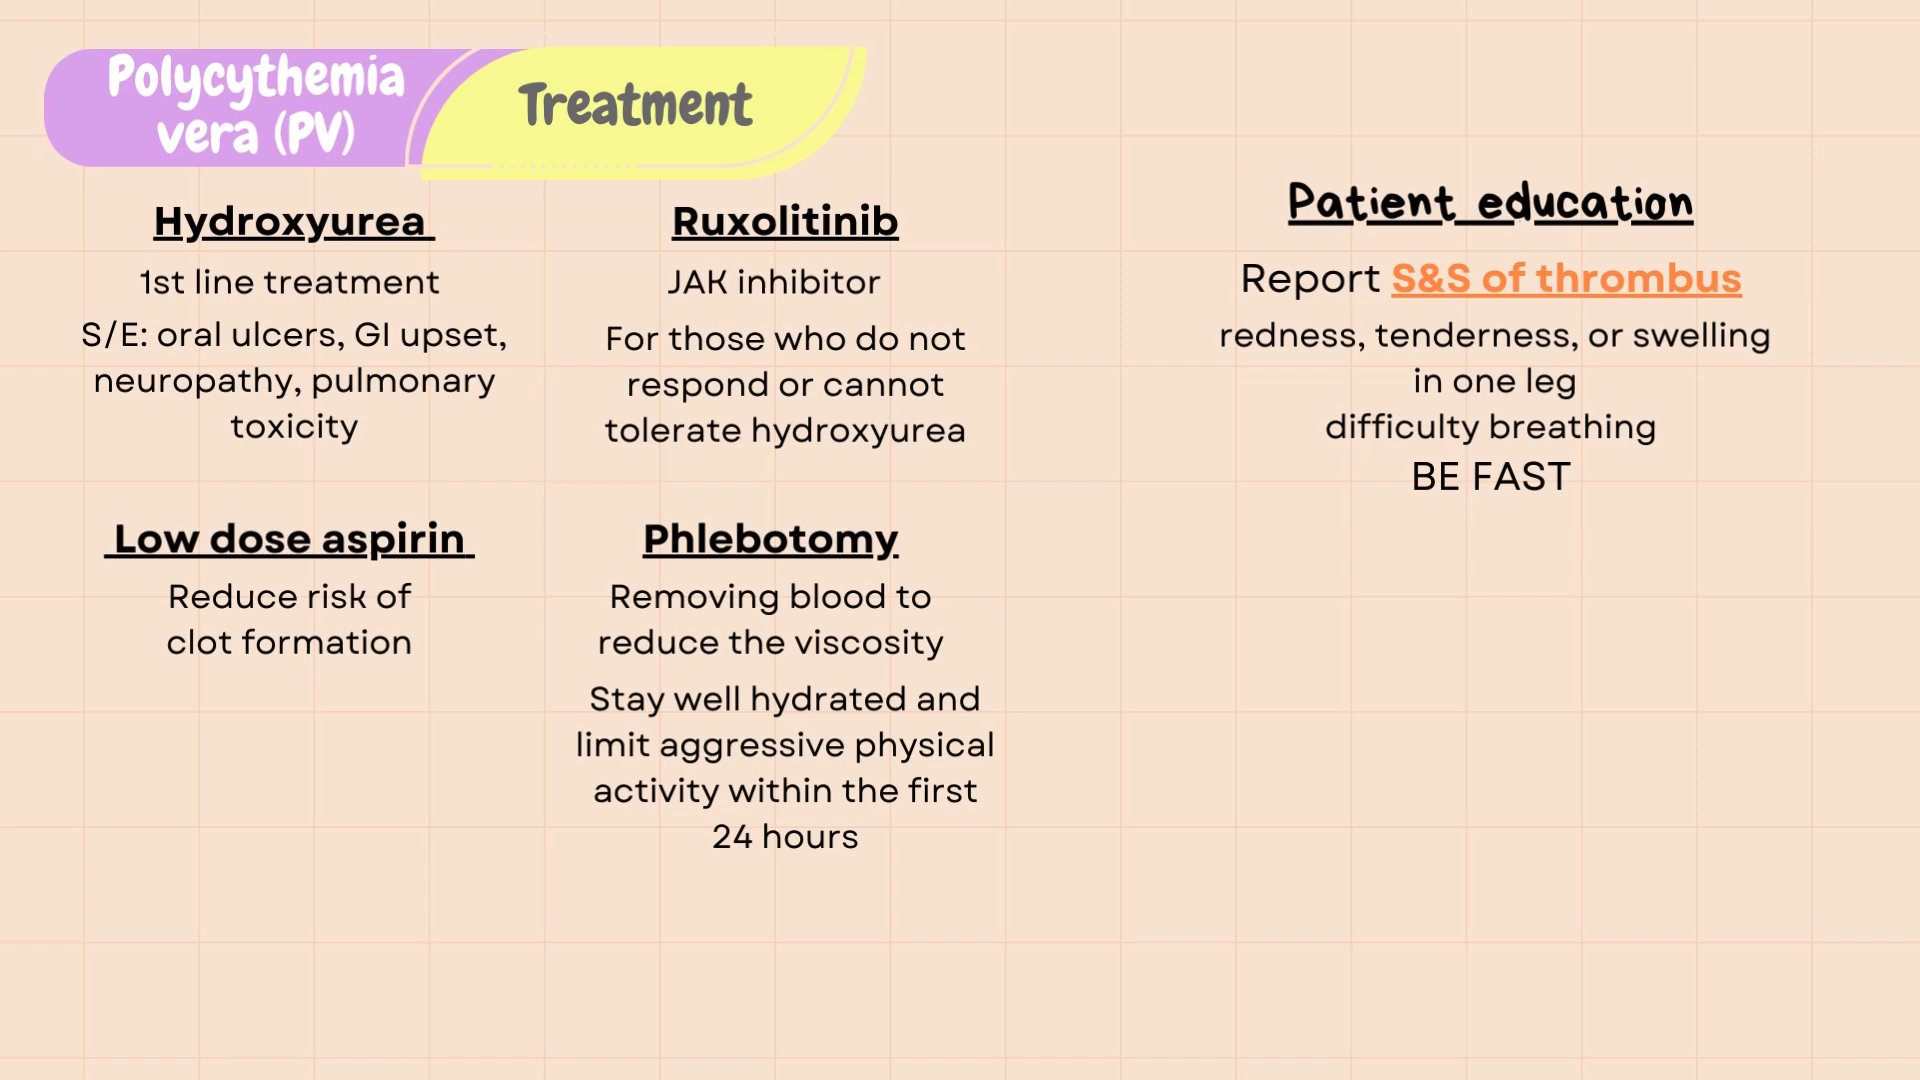 Polycythemia
vera (PV)
Treatment
Hydroxyurea
1st line treatment
S/E: oral ulcers, GI upset,
neuropathy, pulmonary
toxicity
Ruxolitinib
JAK inhibitor
For those who do not
respond or cannot
tolerate hydroxyurea
Low dose aspirin
Reduce risk of
clot formation
Phlebotomy
Removing blood to
reduce the viscosity
Stay well hydrated and
limit aggressive physical
activity within the first
24 hours
Patient education
Report S&S of thrombus
redness, tenderness, or swelling
in one leg
difficulty breathing
BE FAST